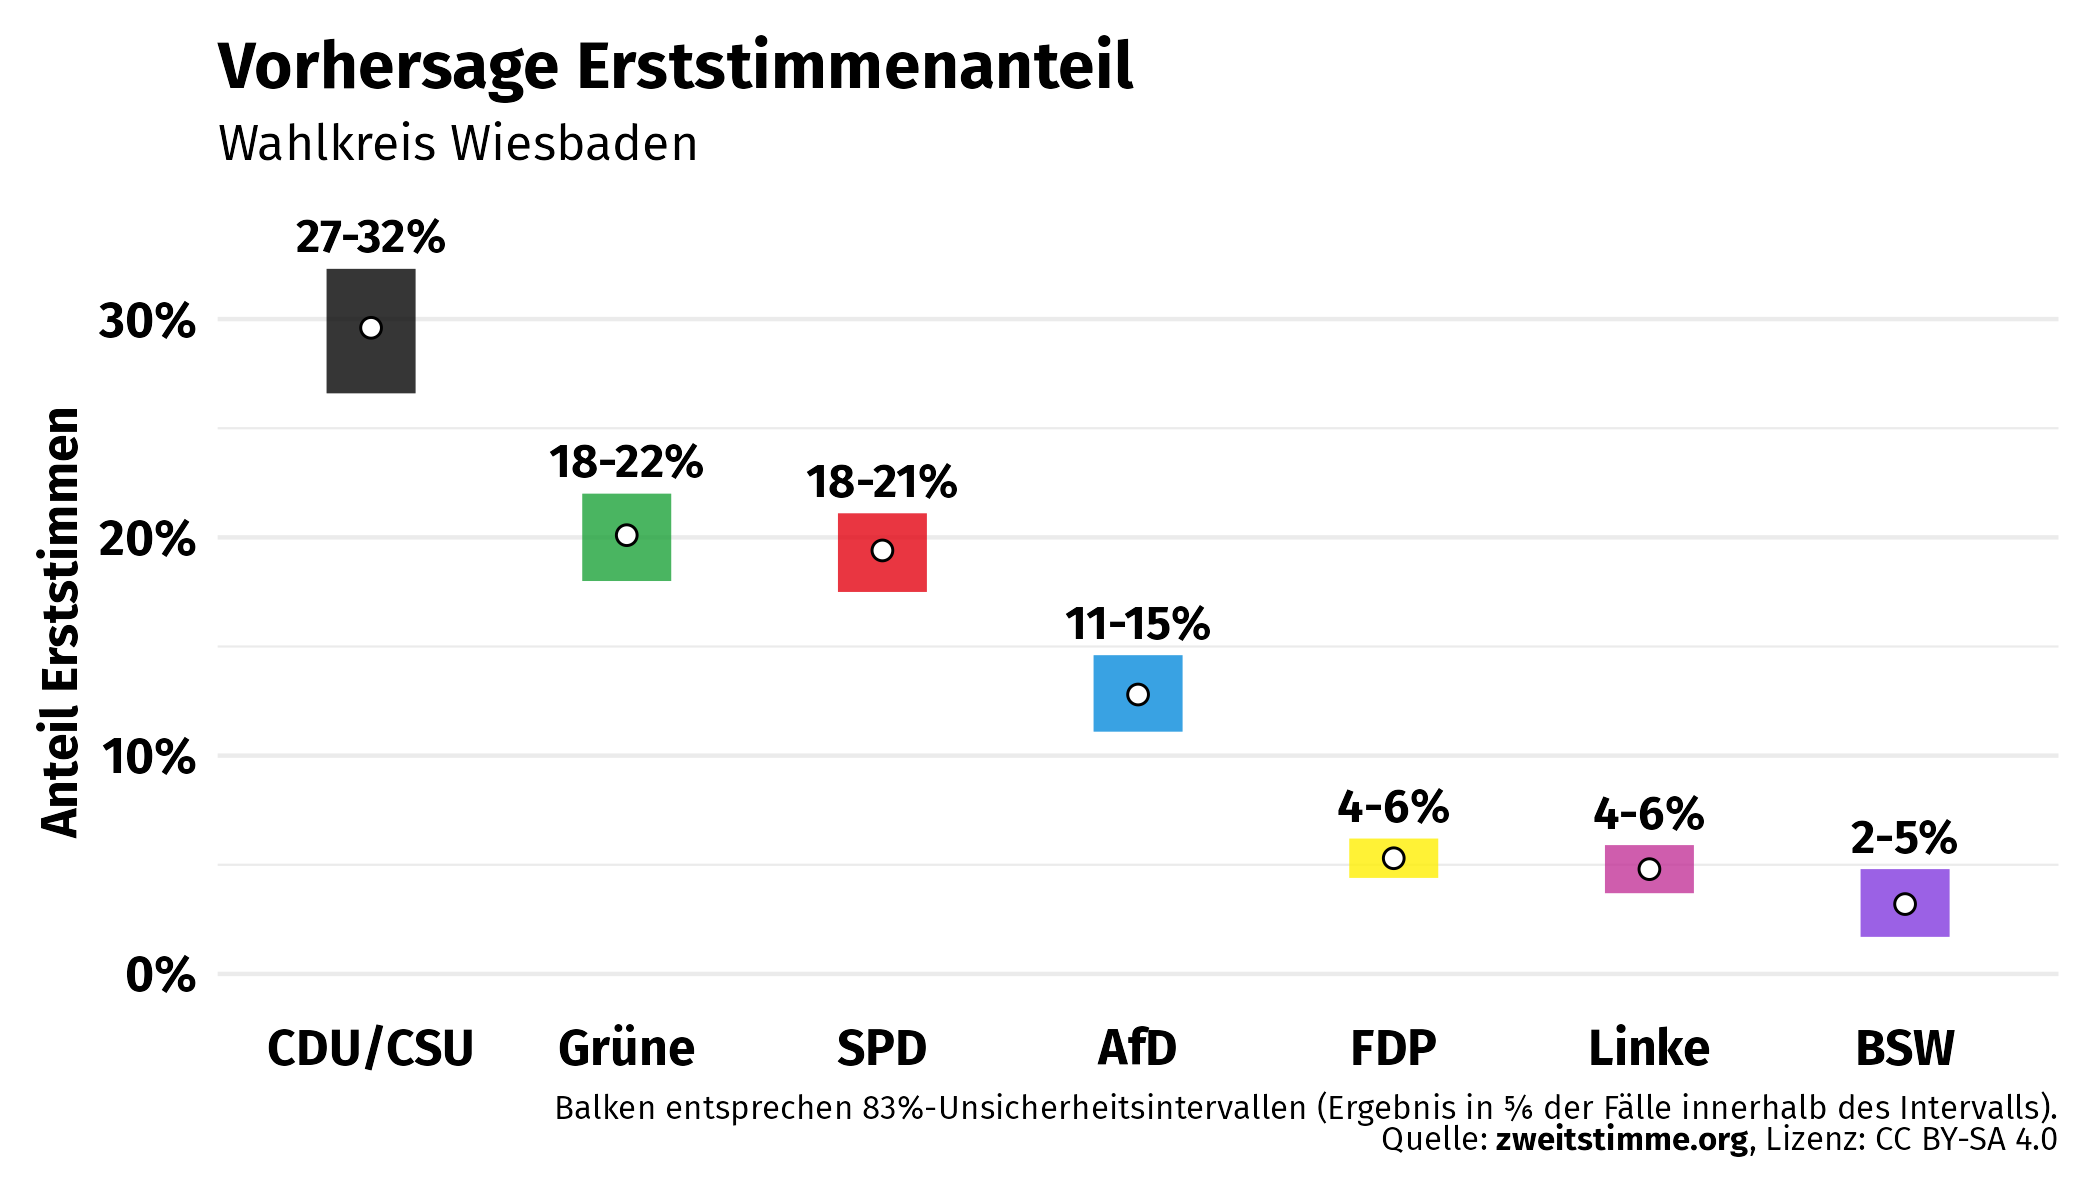 Vorhersage Erststimmenanteil
Wahlkreis Wiesbaden
Anteil Erststimmen
30%
20%
10%
0%
27-32%
18-22%
18-21%
11-15%
4-6%
4-6%
2-5%
CDU/CSU Grüne SPD AfD FDP Linke BSW
Balken entsprechen 83%-Unsicherheitsintervallen (Ergebnis in ⅚ der Fälle innerhalb des Intervalls).
Quelle: zweitstimme.org, Lizenz: CC BY-SA 4.0